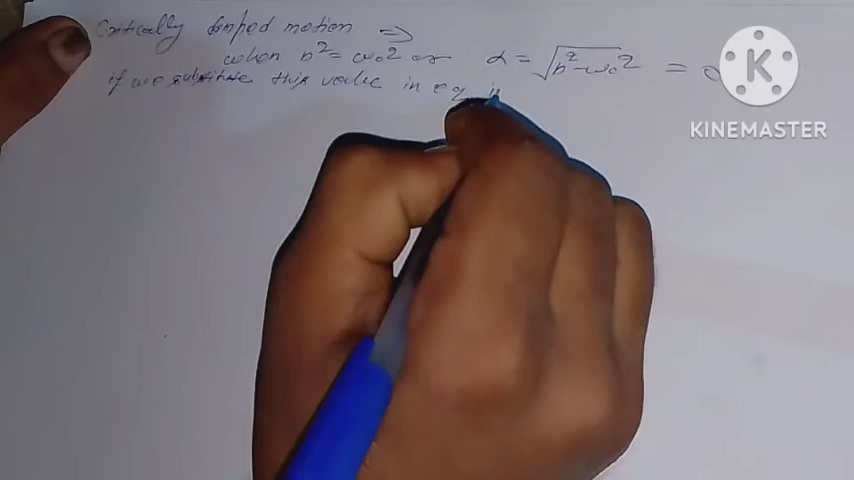 Critically damped motion ⇒
when b² = ω₀² or α = √b²-ω₀² = 0
if we substitute this value in eq
K
KINEMASTER